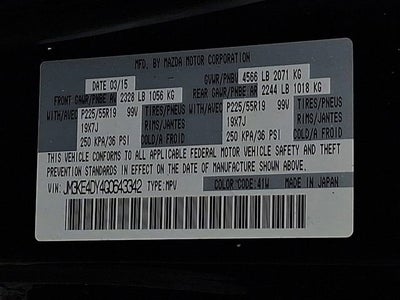 MFD. BY MAZDA MOTOR CORPORATION
DATE 03/15 GVWR/PNBV 4566 LB 2071 KG
FRONT GAWR/PNBE AV 2328 LB 1056 KG REAR GAWR/PNBE AR 2244 LB 1018 KG
WITH/AVEC P225/55R19 99V TIRES/PNEUS WITH/AVEC P225/55R19 99V TIRES/PNEUS
19X7J RIMS/JANTES 19X7J RIMS/JANTES
250 KPA/36 PSI COLD/A FROID 250 KPA/36 PSI COLD/A FROID
THIS VEHICLE CONFORMS TO ALL APPLICABLE FEDERAL MOTOR VEHICLE SAFETY AND THEFT
PREVENTION STANDARDS IN EFFECT ON THE DATE OF MANUFACTURE SHOWN ABOVE.
VIN: JM3KE4DY4G0643342 TYPE: MPV COLOR CODE: 41W MADE IN JAPAN